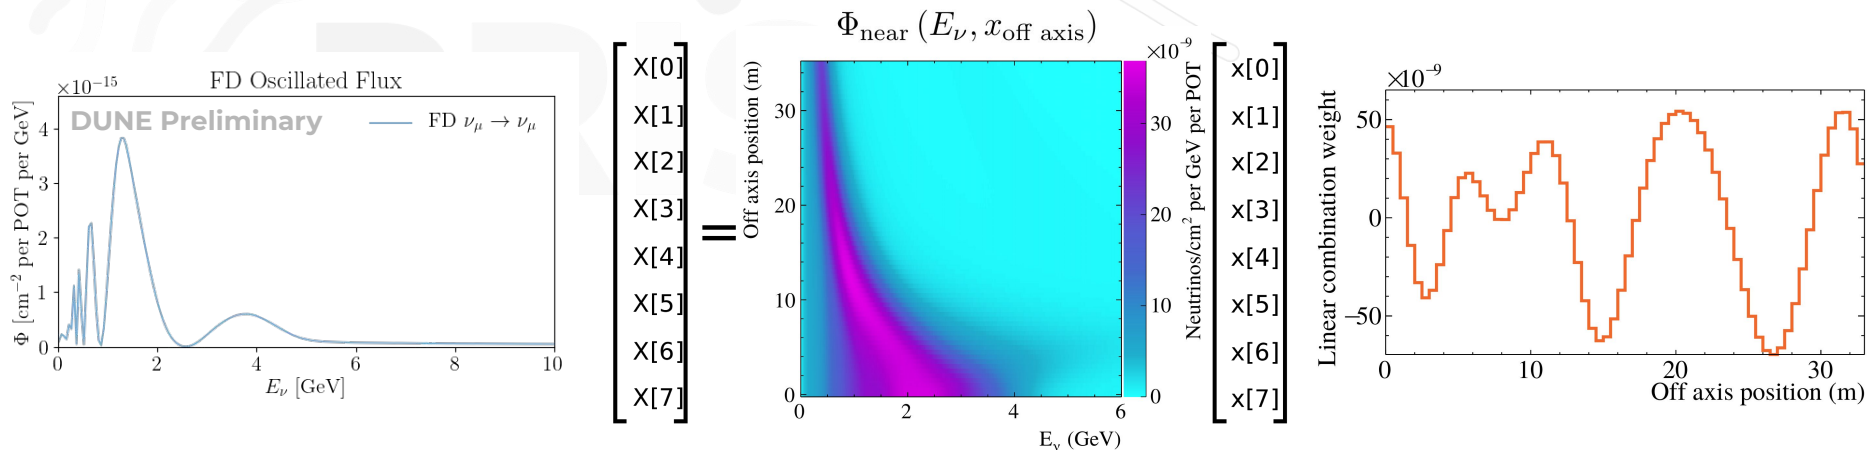 FD Oscillated Flux
×10⁻¹⁵
DUNE Preliminary
FD νμ → νμ
Φ [cm⁻² per POT per GeV]
4
3
2
1
0
0 2 4 6 8 10
Eν [GeV]
X[0]
X[1]
X[2]
X[3]
X[4]
X[5]
X[6]
X[7]
=
Φnear (Eν, xoff axis)
×10⁻⁹
Off axis position (m)
30
20
10
0
0 2 4 6
Eν (GeV)
30
20
10
0
Neutrinos/cm² per GeV per POT
x[0]
x[1]
x[2]
x[3]
x[4]
x[5]
x[6]
x[7]
×10⁻⁹
Linear combination weight
50
0
−50
0 10 20 30
Off axis position (m)